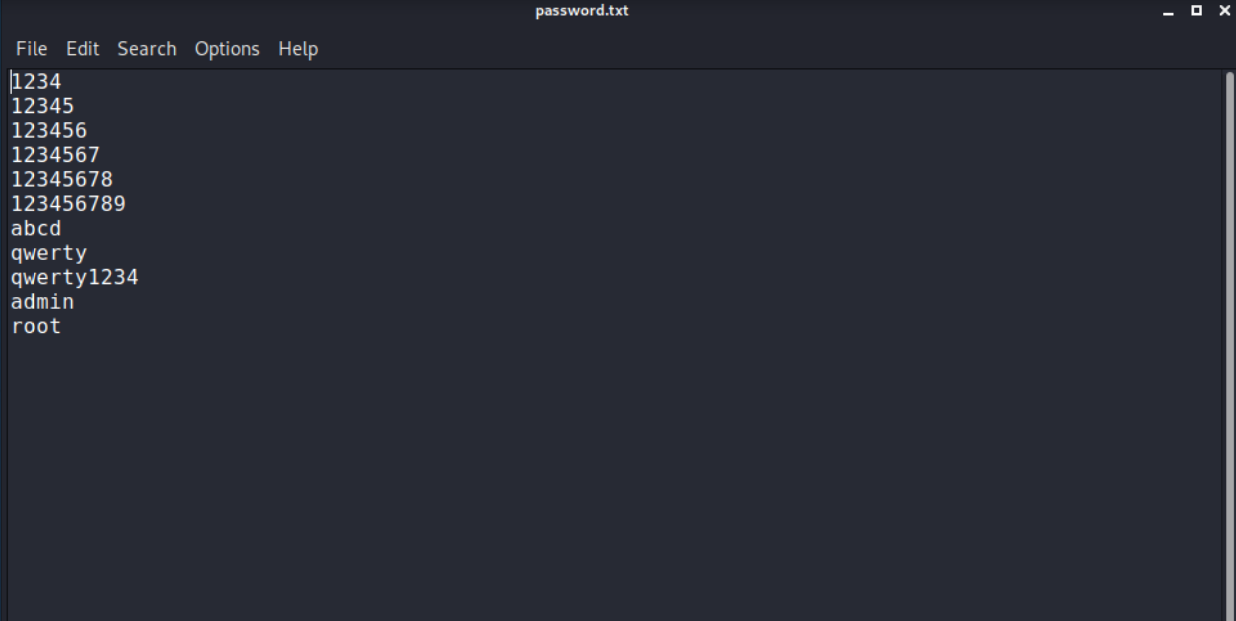 password.txt
File Edit Search Options Help
1234
12345
123456
1234567
12345678
123456789
abcd
qwerty
qwerty1234
admin
root